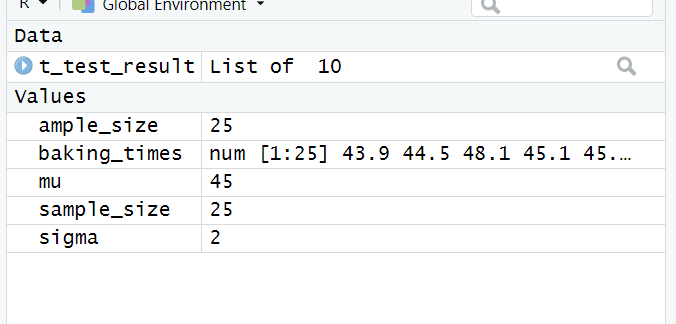 R Global Environment
Data
t_test_result List of 10
Values
ample_size 25
baking_times num [1:25] 43.9 44.5 48.1 45.1 45.…
mu 45
sample_size 25
sigma 2